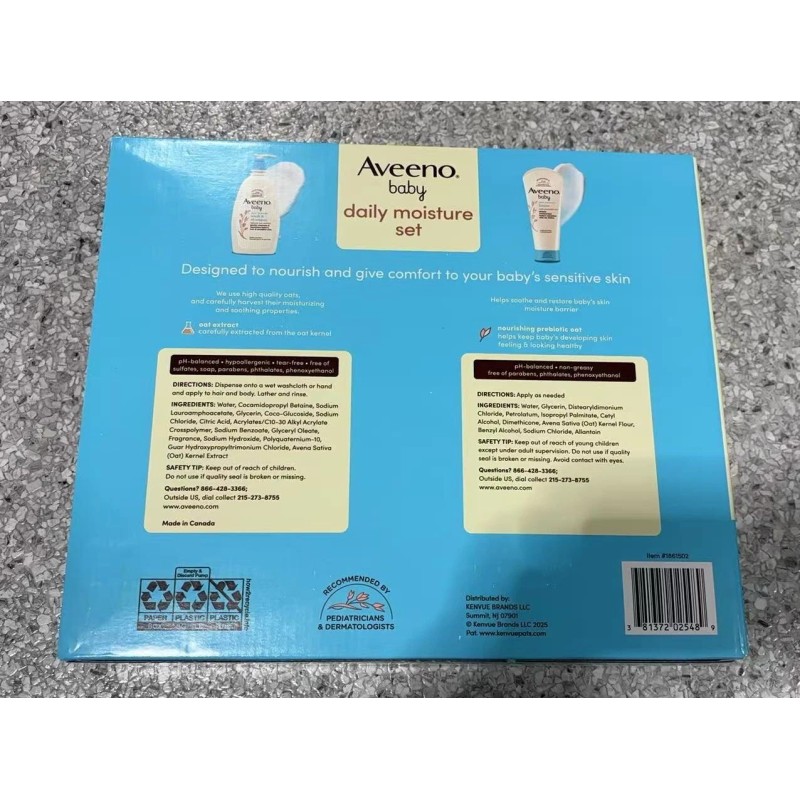 Aveeno®
baby
daily moisture
set
Aveeno
baby
Aveeno
baby
Designed to nourish and give comfort to your baby's sensitive skin
We use high quality oats,
and carefully harvest their moisturizing
and soothing properties.
oat extract
carefully extracted from the oat kernel
pH-balanced • hypoallergenic • tear-free • free of
sulfates, soap, parabens, phthalates, phenoxyethanol
DIRECTIONS: Dispense onto a wet washcloth or hand
and apply to hair and body. Lather and rinse.
INGREDIENTS: Water, Cocamidopropyl Betaine, Sodium
Lauroamphoacetate, Glycerin, Coco-Glucoside, Sodium
Chloride, Citric Acid, Acrylates/C10-30 Alkyl Acrylate
Crosspolymer, Sodium Benzoate, Glyceryl Oleate,
Fragrance, Sodium Hydroxide, Polyquaternium-10,
Guar Hydroxypropyltrimonium Chloride, Avena Sativa
(Oat) Kernel Extract
SAFETY TIP: Keep out of reach of children.
Do not use if quality seal is broken or missing.
Questions? 866-428-3366;
Outside US, dial collect 215-273-8755
www.aveeno.com
Made in Canada
Helps soothe and restore baby's skin
moisture barrier
nourishing prebiotic oat
helps keep baby's developing skin
feeling & looking healthy
pH-balanced • non-greasy
free of parabens, phthalates, phenoxyethanol
DIRECTIONS: Apply as needed
INGREDIENTS: Water, Glycerin, Distearyldimonium
Chloride, Petrolatum, Isopropyl Palmitate, Cetyl
Alcohol, Dimethicone, Avena Sativa (Oat) Kernel Flour,
Benzyl Alcohol, Sodium Chloride, Allantoin
SAFETY TIP: Keep out of reach of young children
except under adult supervision. Do not use if quality
seal is broken or missing. Avoid contact with eyes.
Questions? 866-428-3366;
Outside US, dial collect 215-273-8755
www.aveeno.com
Empty &
Discard Pump
PAPER PLASTIC PLASTIC
how2recycle.info
RECOMMENDED BY
PEDIATRICIANS
& DERMATOLOGISTS
Distributed by:
KENVUE BRANDS LLC
Summit, NJ 07901
© Kenvue Brands LLC 2025
Pat. www.kenvuepats.com
Item #1861502
3 81372 02548 9